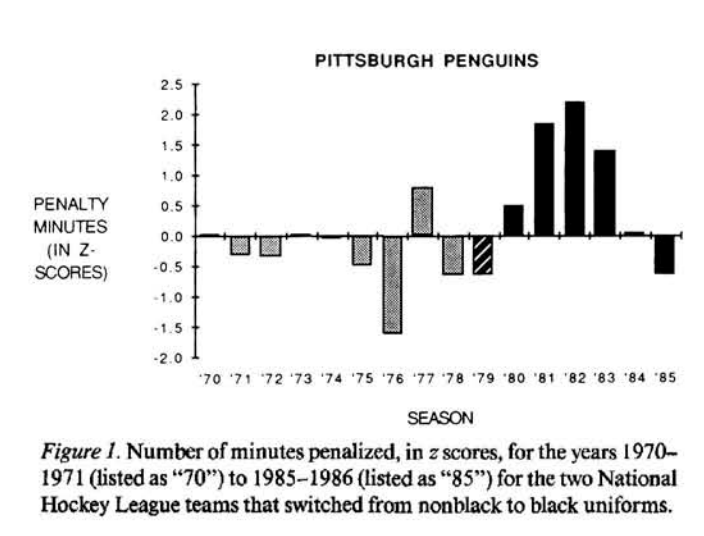 PITTSBURGH PENGUINS
2.5
2.0
1.5
1.0
0.5
0.0
-0.5
-1.0
-1.5
-2.0
PENALTY
MINUTES
(IN Z-
SCORES)
'70 '71 '72 '73 '74 '75 '76 '77 '78 '79 '80 '81 '82 '83 '84 '85
SEASON
Figure 1. Number of minutes penalized, in z scores, for the years 1970–
1971 (listed as “70”) to 1985–1986 (listed as “85”) for the two National
Hockey League teams that switched from nonblack to black uniforms.